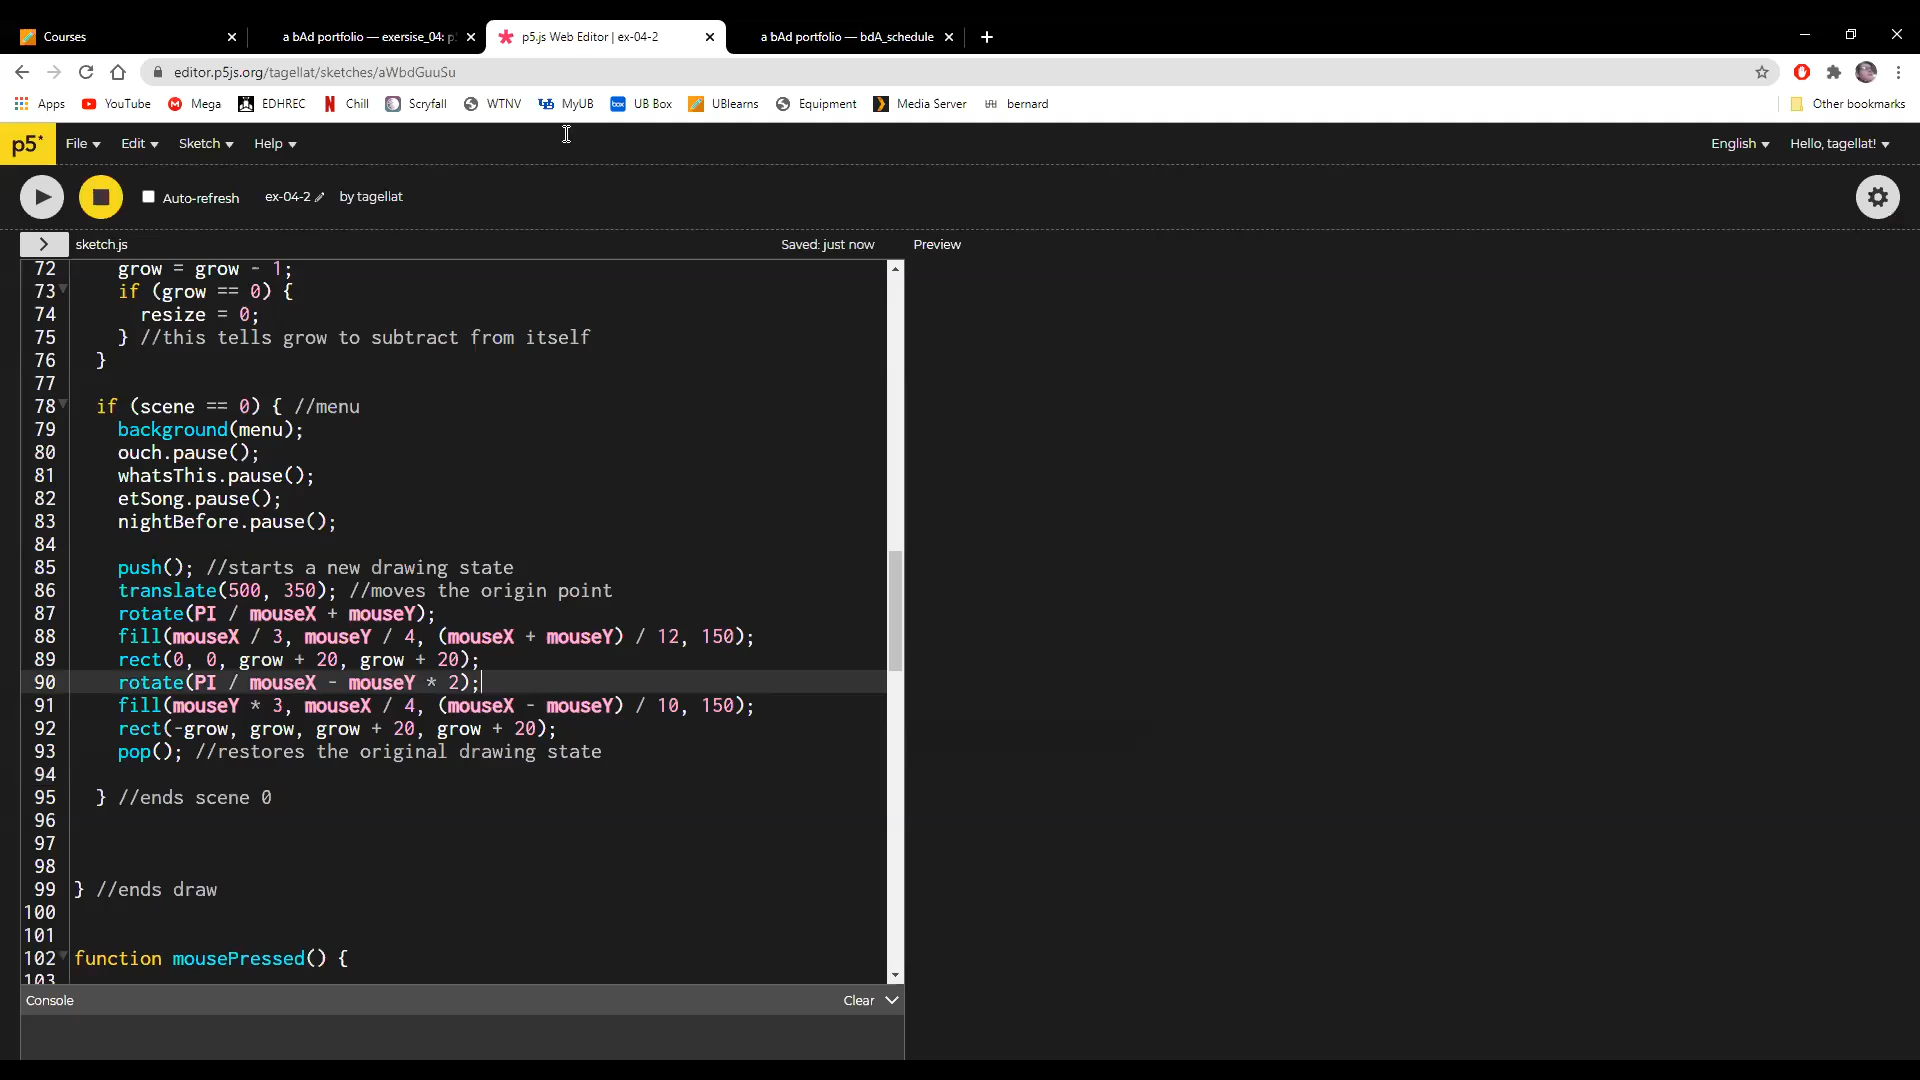 Courses
a bAd portfolio — exersise_04: p5
p5.js Web Editor | ex-04-2
a bAd portfolio — bdA_schedule
editor.p5js.org/tagellat/sketches/aWbdGuuSu
Apps YouTube Mega EDHREC Chill Scryfall WTNV MyUB UB Box UBlearns Equipment Media Server bernard Other bookmarks
p5* File Edit Sketch Help English Hello, tagellat!
Auto-refresh ex-04-2 by tagellat
sketch.js Saved: just now Preview
72 grow = grow - 1;
73 if (grow == 0) {
74 resize = 0;
75 } //this tells grow to subtract from itself
76 }
77
78 if (scene == 0) { //menu
79 background(menu);
80 ouch.pause();
81 whatsThis.pause();
82 etSong.pause();
83 nightBefore.pause();
84
85 push(); //starts a new drawing state
86 translate(500, 350); //moves the origin point
87 rotate(PI / mouseX + mouseY);
88 fill(mouseX / 3, mouseY / 4, (mouseX + mouseY) / 12, 150);
89 rect(0, 0, grow + 20, grow + 20);
90 rotate(PI / mouseX - mouseY * 2);
91 fill(mouseY * 3, mouseX / 4, (mouseX - mouseY) / 10, 150);
92 rect(-grow, grow, grow + 20, grow + 20);
93 pop(); //restores the original drawing state
94
95 } //ends scene 0
96
97
98
99 } //ends draw
100
101
102 function mousePressed() {
103
Console Clear